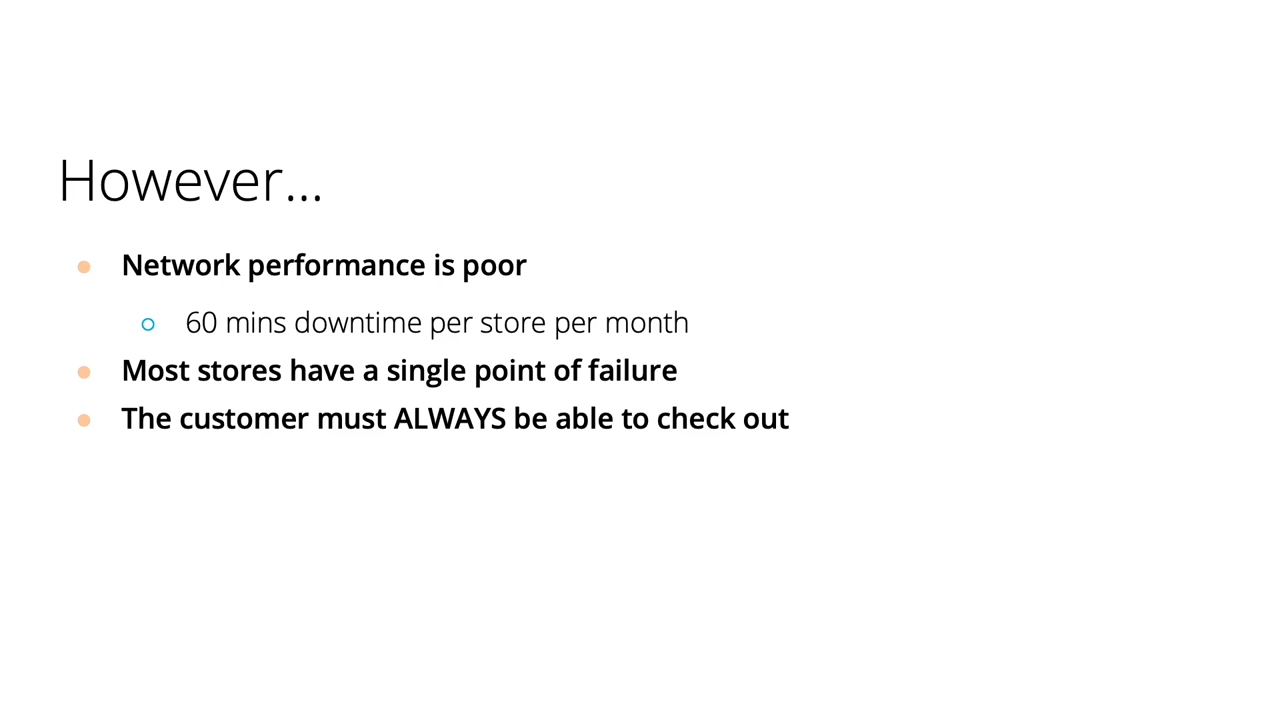 However...
Network performance is poor
60 mins downtime per store per month
Most stores have a single point of failure
The customer must ALWAYS be able to check out